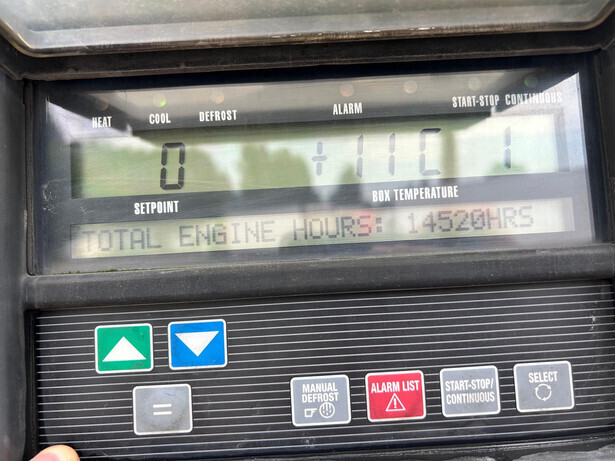 HEAT COOL DEFROST ALARM START-STOP CONTINUOUS
0 +11C 1
SETPOINT BOX TEMPERATURE
TOTAL ENGINE HOURS: 14520HRS
MANUAL DEFROST ALARM LIST START-STOP/ CONTINUOUS SELECT
=